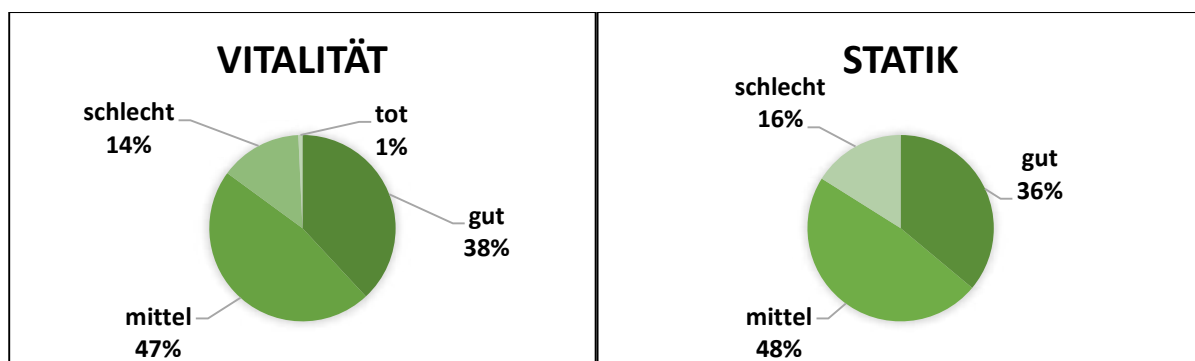 VITALITÄT
schlecht
14%
tot
1%
gut
38%
mittel
47%
STATIK
schlecht
16%
gut
36%
mittel
48%